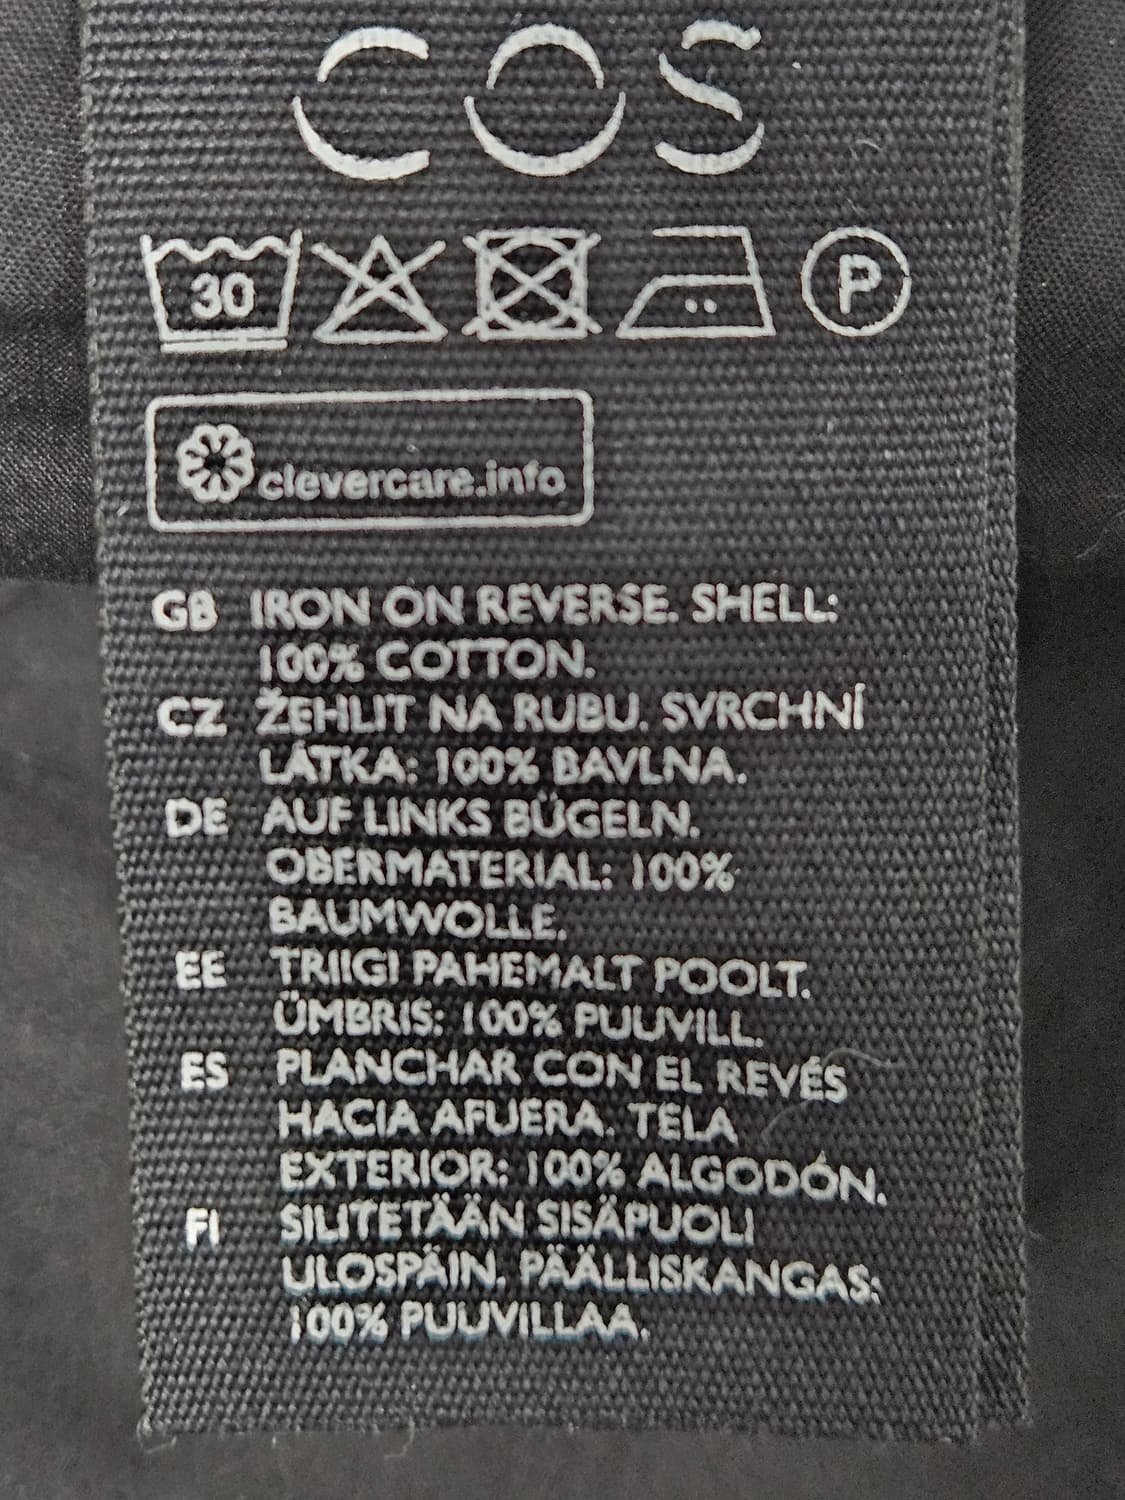 COS
30
P
clevercare.info
GB IRON ON REVERSE. SHELL:
100% COTTON.
CZ ŽEHLIT NA RUBU. SVRCHNÍ
LÁTKA: 100% BAVLNA.
DE AUF LINKS BÜGELN.
OBERMATERIAL: 100%
BAUMWOLLE.
EE TRIIGI PAHEMALT POOLT.
ÜMBRIS: 100% PUUVILL.
ES PLANCHAR CON EL REVÉS
HACIA AFUERA. TELA
EXTERIOR: 100% ALGODÓN.
FI SILITETÄÄN SISÄPUOLI
ULOSPÄIN. PÄÄLLISKANGAS:
100% PUUVILLAA.